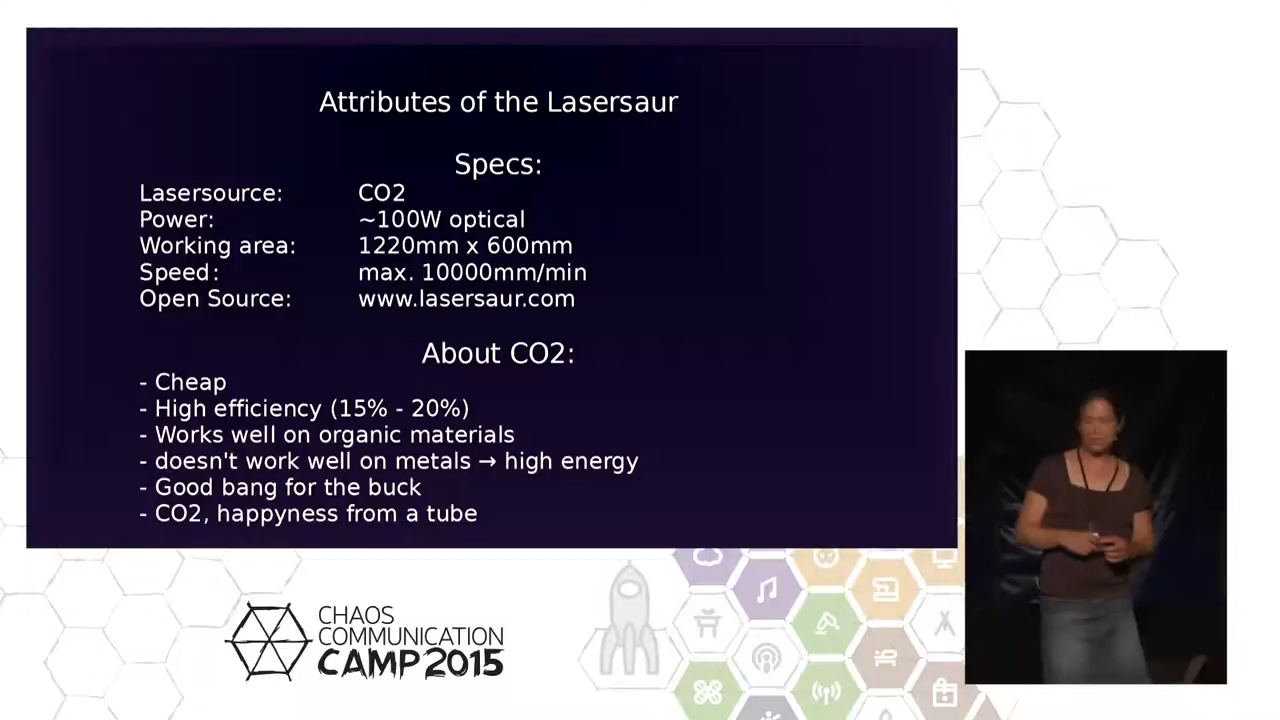 Attributes of the Lasersaur
Specs:
Lasersource: CO2
Power: ~100W optical
Working area: 1220mm x 600mm
Speed: max. 10000mm/min
Open Source: www.lasersaur.com
About CO2:
- Cheap
- High efficiency (15% - 20%)
- Works well on organic materials
- doesn't work well on metals → high energy
- Good bang for the buck
- CO2, happyness from a tube
CHAOS
COMMUNICATION
CAMP 2015